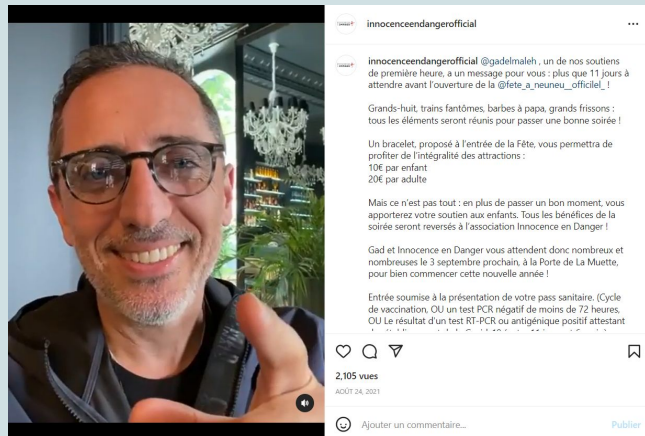 innocenceendangerofficial
innocenceendangerofficial @gadelmaleh , un de nos soutiens
de première heure, a un message pour vous : plus que 11 jours à
attendre avant l'ouverture de la @fete_a_neuneu__officilel_ !
Grands-huit, trains fantômes, barbes à papa, grands frissons :
tous les éléments seront réunis pour passer une bonne soirée !
Un bracelet, proposé à l'entrée de la Fête, vous permettra de
profiter de l'intégralité des attractions :
10€ par enfant
20€ par adulte
Mais ce n'est pas tout : en plus de passer un bon moment, vous
apporterez votre soutien aux enfants. Tous les bénéfices de la
soirée seront reversés à l'association Innocence en Danger !
Gad et Innocence en Danger vous attendent donc nombreux et
nombreuses le 3 septembre prochain, à la Porte de La Muette,
pour bien commencer cette nouvelle année !
Entrée soumise à la présentation de votre pass sanitaire. (Cycle
de vaccination, OU un test PCR négatif de moins de 72 heures,
OU Le résultat d'un test RT-PCR ou antigénique positif attestant
2,105 vues
AOÛT 24, 2021
Ajouter un commentaire...
Publier